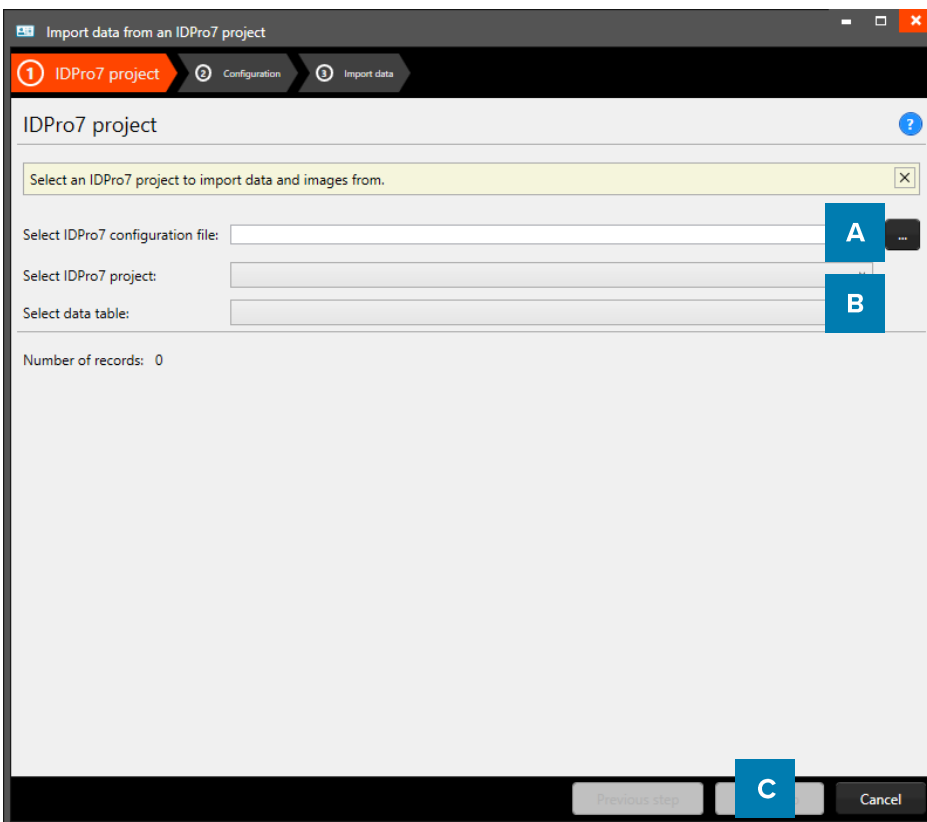 Import data from an IDPro7 project
1 IDPro7 project 2 Configuration 3 Import data
IDPro7 project ?
Select an IDPro7 project to import data and images from.
Select IDPro7 configuration file: A ...
Select IDPro7 project:
B
Select data table:
Number of records: 0
Previous step C Cancel